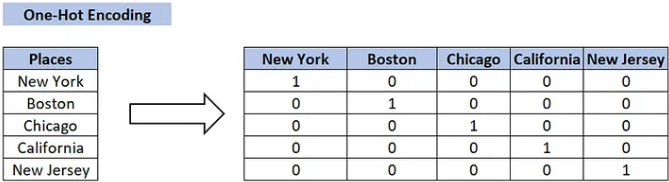 One-Hot Encoding
Places New York Boston Chicago California New Jersey
New York 1 0 0 0 0
Boston 0 1 0 0 0
Chicago 0 0 1 0 0
California 0 0 0 1 0
New Jersey 0 0 0 0 1